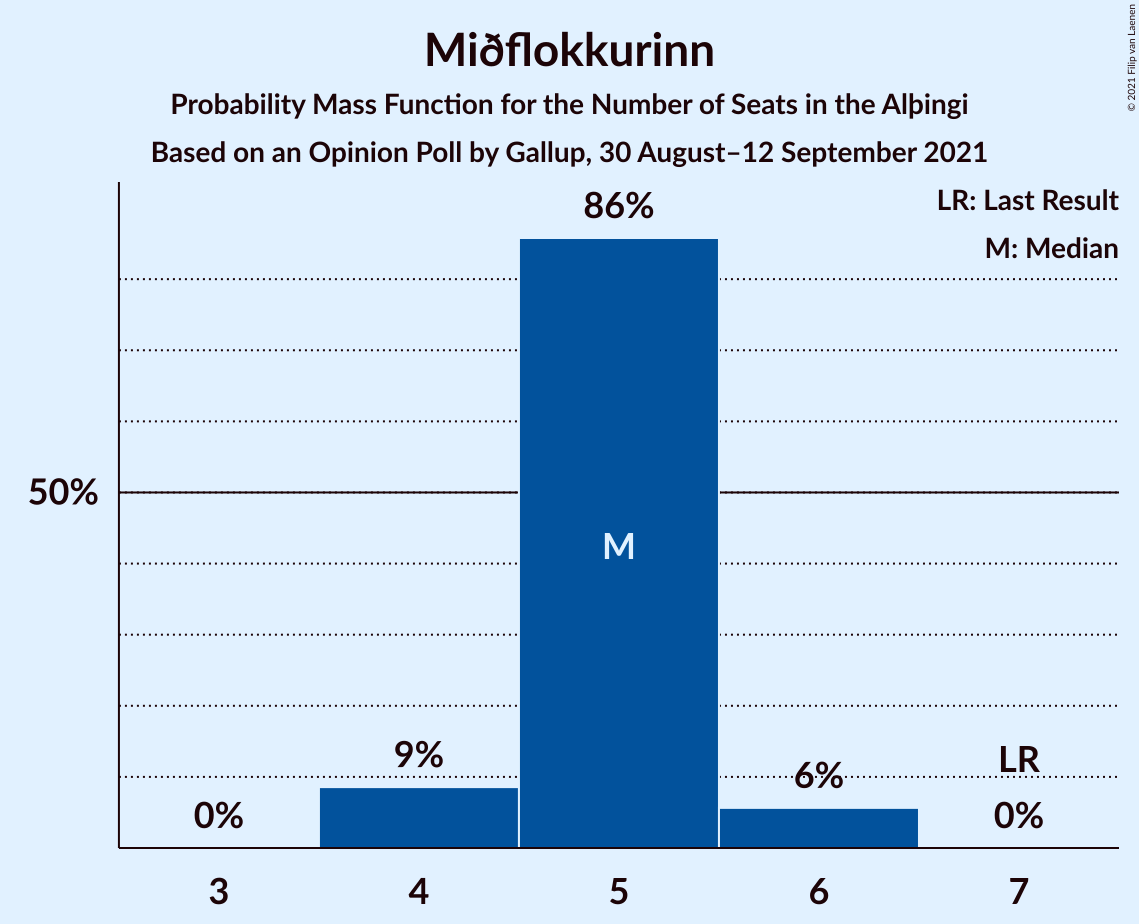 Miðflokkurinn
Probability Mass Function for the Number of Seats in the Alþingi
Based on an Opinion Poll by Gallup, 30 August–12 September 2021
© 2021 Filip van Laenen
LR: Last Result
M: Median
86%
50%
M
9%
6%
LR
0%
0%
3 4 5 6 7